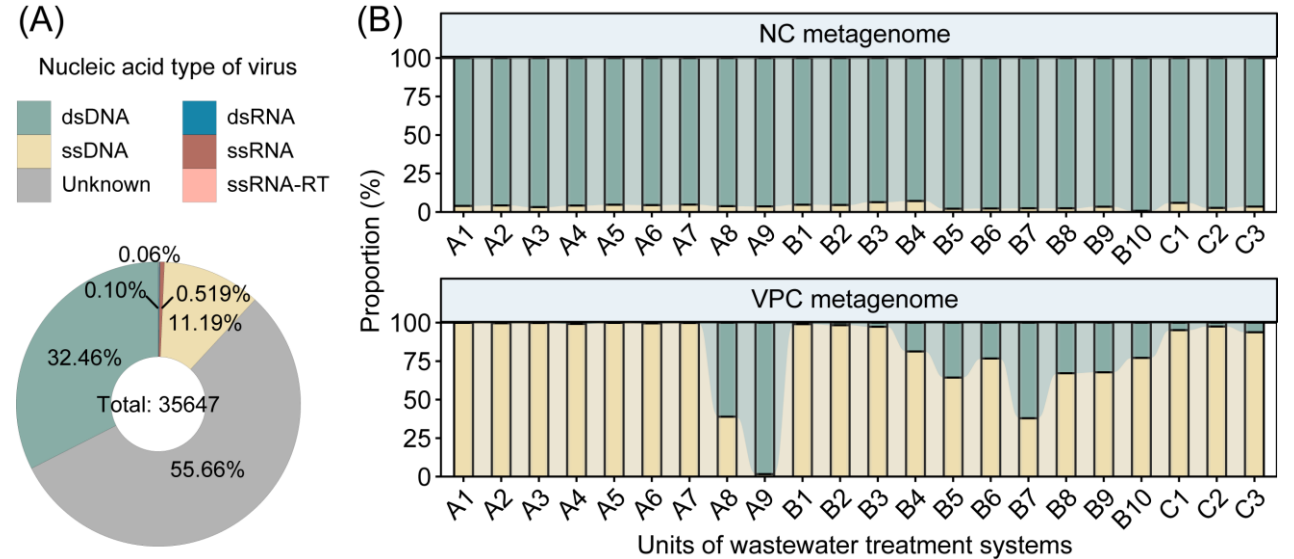 (A)
Nucleic acid type of virus
dsDNA
dsRNA
ssDNA
ssRNA
Unknown
ssRNA-RT
0.06%
0.10%
0.519%
11.19%
32.46%
Total: 35647
55.66%
(B)
NC metagenome
Proportion (%)
100
75
50
25
0
A1 A2 A3 A4 A5 A6 A7 A8 A9 B1 B2 B3 B4 B5 B6 B7 B8 B9 B10 C1 C2 C3
VPC metagenome
100
75
50
25
0
A1 A2 A3 A4 A5 A6 A7 A8 A9 B1 B2 B3 B4 B5 B6 B7 B8 B9 B10 C1 C2 C3
Units of wastewater treatment systems